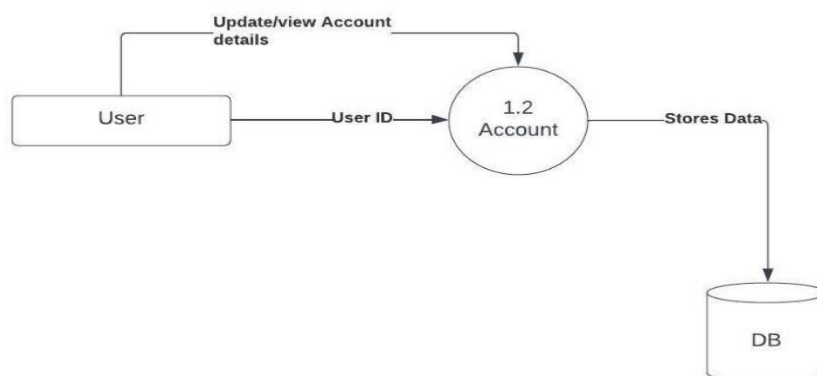 Update/view Account
details
User
User ID
1.2
Account
Stores Data
DB